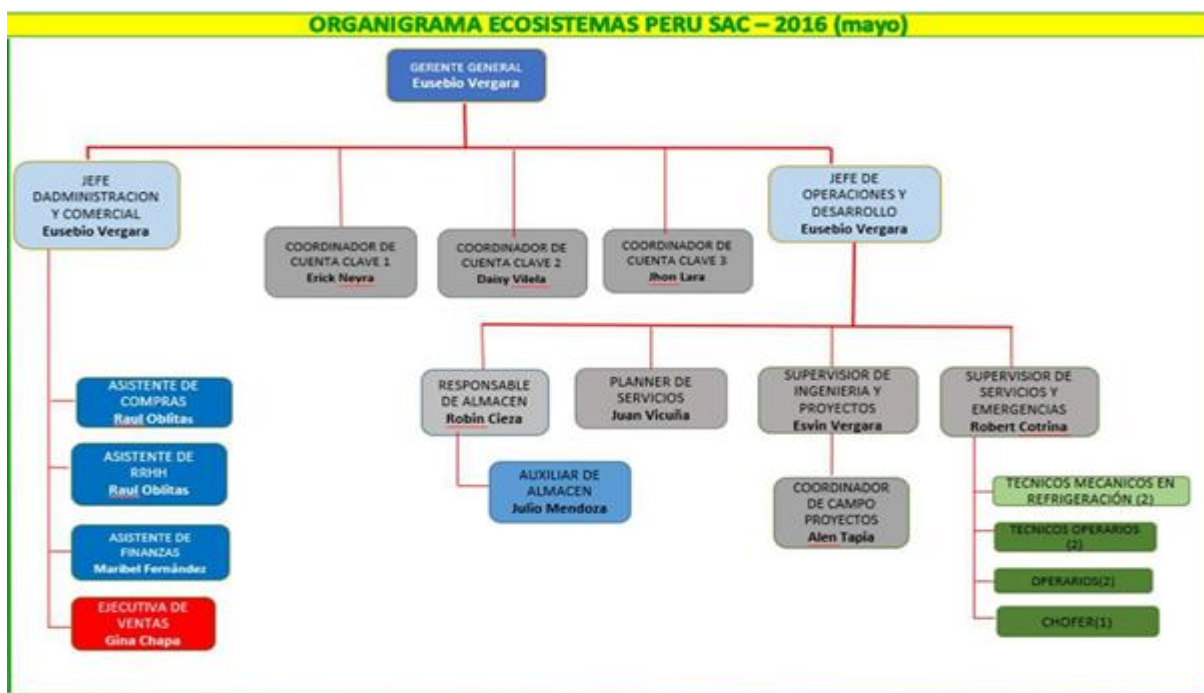 ORGANIGRAMA ECOSISTEMAS PERU SAC – 2016 (mayo)
GERENTE GENERAL
Eusebio Vergara
JEFE
DADMINISTRACION
Y COMERCIAL
Eusebio Vergara
COORDINADOR DE
CUENTA CLAVE 1
Erick Neyra
COORDINADOR DE
CUENTA CLAVE 2
Daisy Vilela
COORDINADOR DE
CUENTA CLAVE 3
Jhon Lara
JEFE DE
OPERACIONES Y
DESARROLLO
Eusebio Vergara
ASISTENTE DE
COMPRAS
Raul Oblitas
ASISTENTE DE
RRHH
Raul Oblitas
ASISTENTE DE
FINANZAS
Maribel Fernández
EJECUTIVA DE
VENTAS
Gina Chapa
RESPONSABLE
DE ALMACEN
Robin Cieza
AUXILIAR DE
ALMACEN
Julio Mendoza
PLANNER DE
SERVICIOS
Juan Vicuña
SUPERVISIOR DE
INGENIERIA Y
PROYECTOS
Esvin Vergara
COORDINADOR
DE CAMPO
PROYECTOS
Alen Tapia
SUPERVISIOR DE
SERVICIOS Y
EMERGENCIAS
Robert Cotrina
TECNICOS MECANICOS EN
REFRIGERACIÓN (2)
TECNICOS OPERARIOS
(2)
OPERARIOS(2)
CHOFER(1)